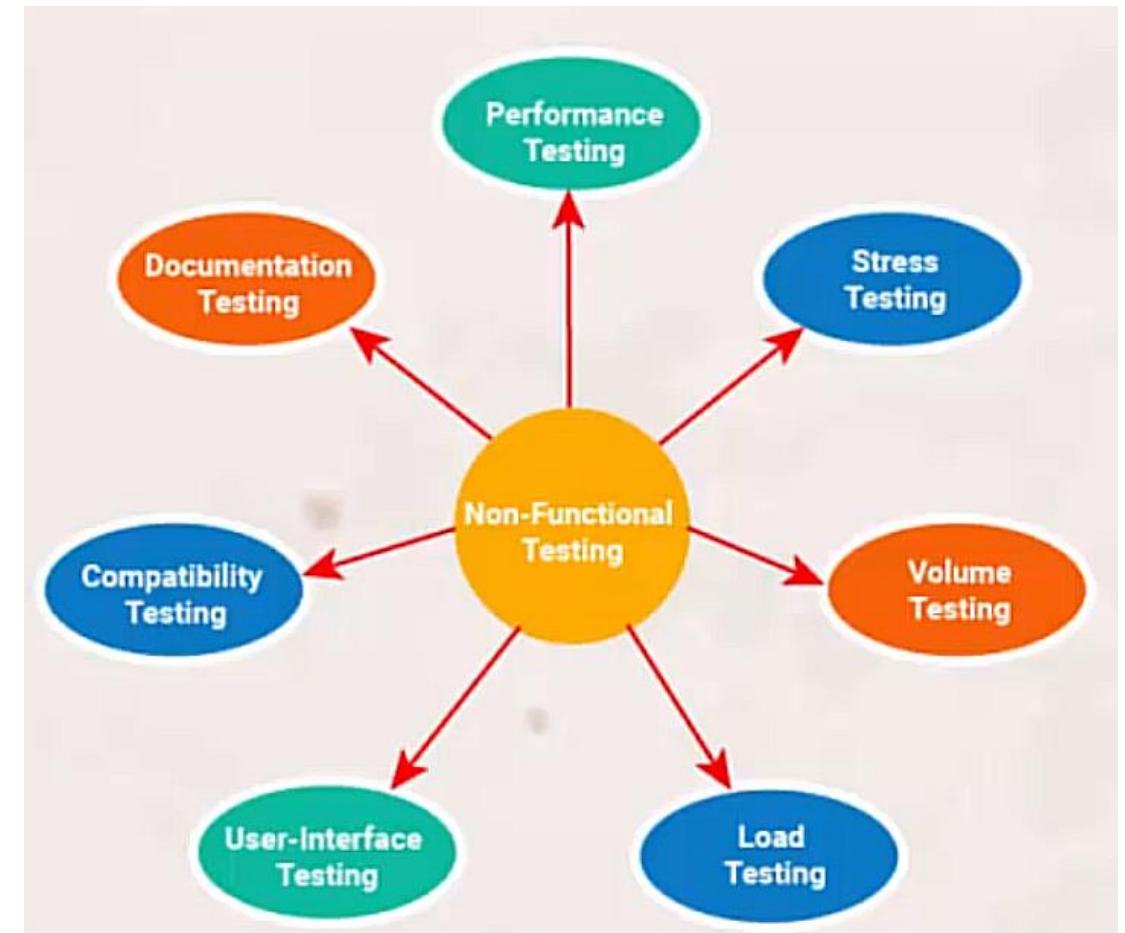 Performance
Testing
Documentation
Testing
Stress
Testing
Non-Functional
Testing
Compatibility
Testing
Volume
Testing
User-Interface
Testing
Load
Testing